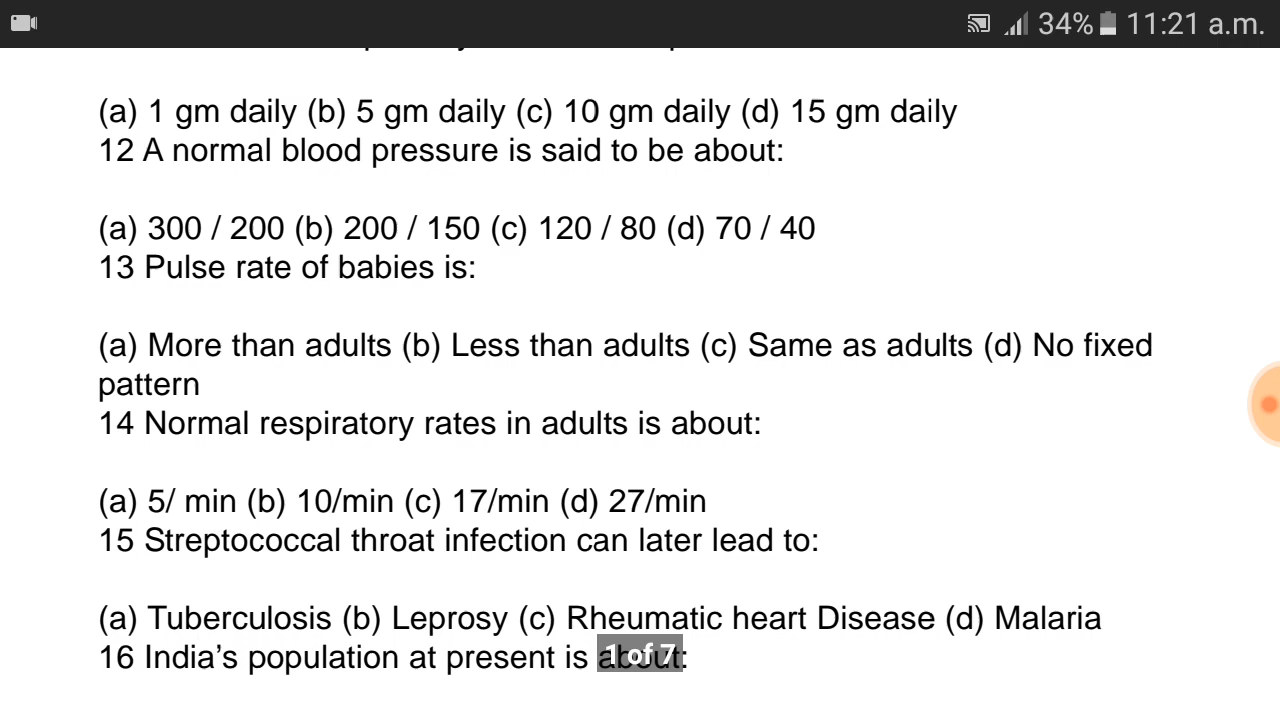 34% 11:21 a.m.
(a) 1 gm daily (b) 5 gm daily (c) 10 gm daily (d) 15 gm daily
12 A normal blood pressure is said to be about:
(a) 300 / 200 (b) 200 / 150 (c) 120 / 80 (d) 70 / 40
13 Pulse rate of babies is:
(a) More than adults (b) Less than adults (c) Same as adults (d) No fixed
pattern
14 Normal respiratory rates in adults is about:
(a) 5/ min (b) 10/min (c) 17/min (d) 27/min
15 Streptococcal throat infection can later lead to:
(a) Tuberculosis (b) Leprosy (c) Rheumatic heart Disease (d) Malaria
16 India’s population at present is about:
1 of 7